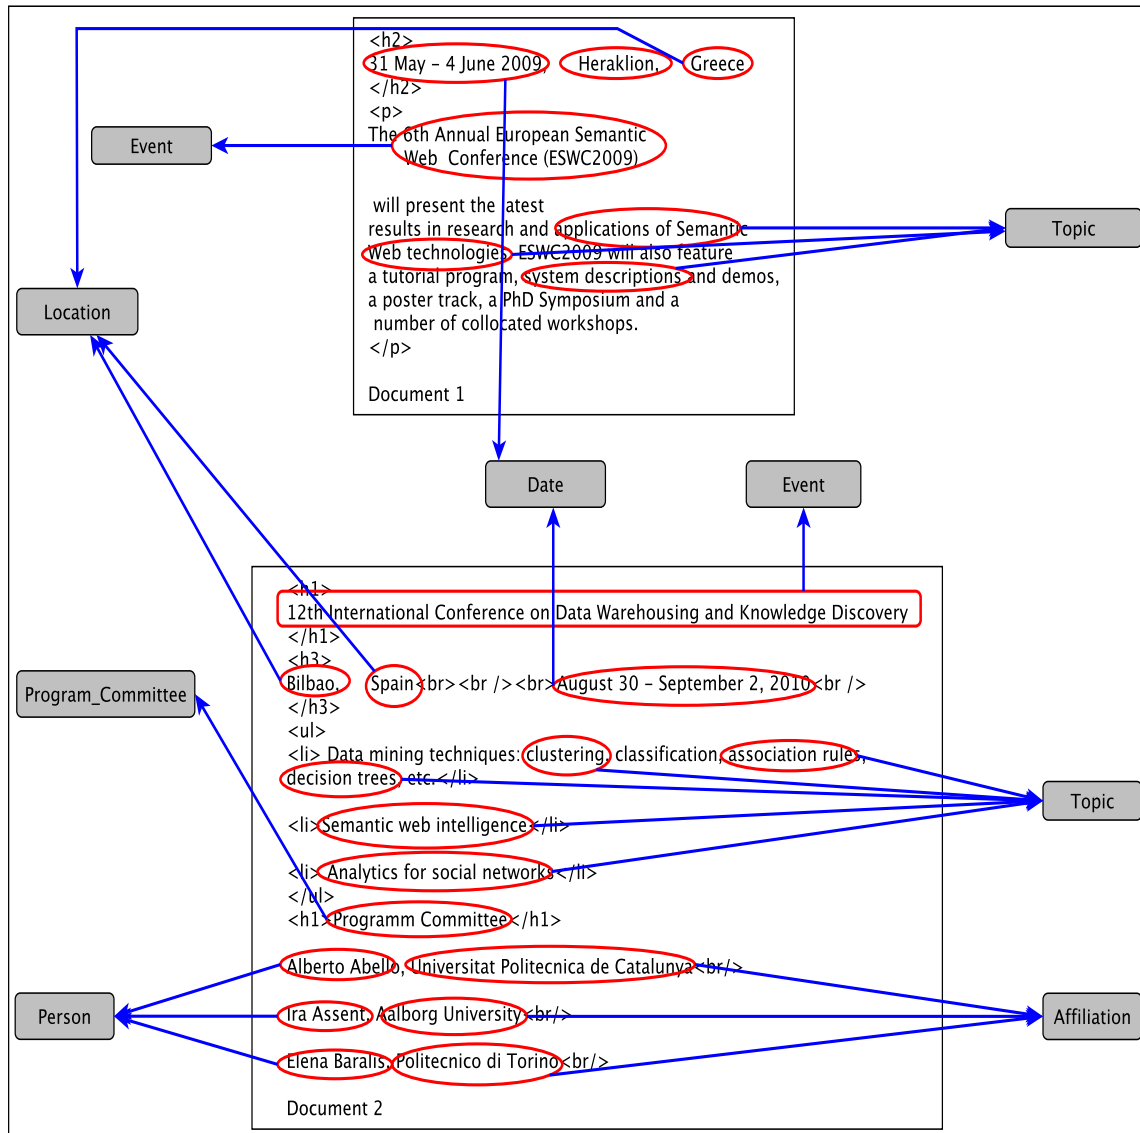 <h2>
31 May – 4 June 2009, Heraklion, Greece
</h2>
<p>
The 6th Annual European Semantic
Web Conference (ESWC2009)
Event
will present the latest
results in research and applications of Semantic
Topic
Web technologies. ESWC2009 will also feature
a tutorial program, system descriptions and demos,
a poster track, a PhD Symposium and a
Location
number of collocated workshops.
</p>
Document 1
Date
Event
<h1>
12th International Conference on Data Warehousing and Knowledge Discovery
</h1>
<h3>
Bilbao, Spain<br><br /><br>August 30 – September 2, 2010<br />
Program_Committee
</h3>
<ul>
<li> Data mining techniques: clustering, classification, association rules,
decision trees, etc.</li>
Topic
<li>Semantic web intelligence</li>
<li> Analytics for social networks</li>
</ul>
<h1>Programm Committee</h1>
Alberto Abello, Universitat Politecnica de Catalunya<br/>
Person
Ira Assent, Aalborg University<br/>
Affiliation
Elena Baralis, Politecnico di Torino<br/>
Document 2